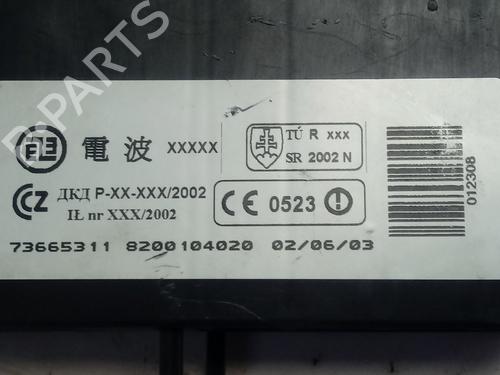 電波 XXXXX
TÚ R xxx
SR 2002 N
ДКД P-XX-XXX/2002
IŁ nr XXX/2002
CE 0523
012308
73665311 8200104020 02/06/03
B-PARTS